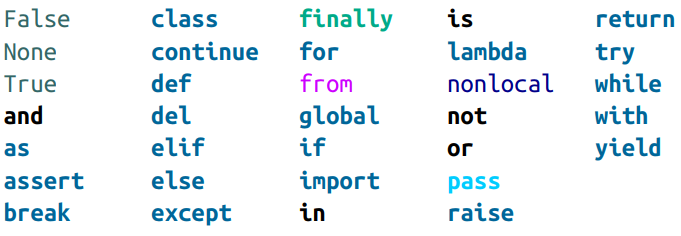 False class finally is return
None continue for lambda try
True def from nonlocal while
and del global not with
as elif if or yield
assert else import pass
break except in raise